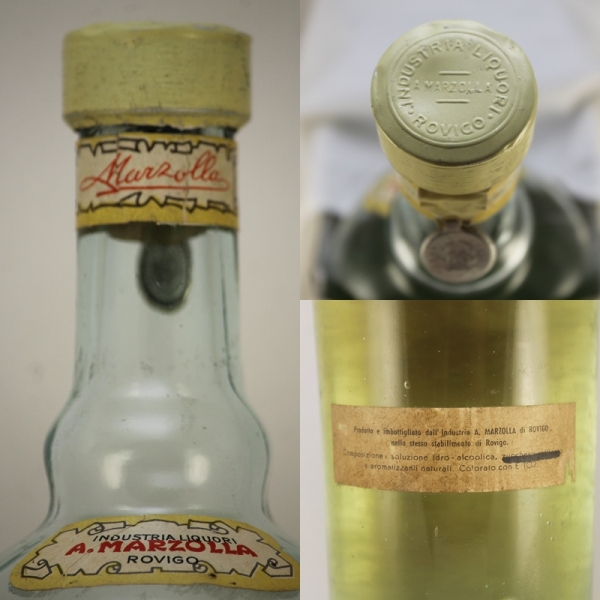 Marzolla
INDUSTRIA LIQUORI
A. MARZOLLA
ROVIGO
INDUSTRIA LIQUORI
A. MARZOLLA
ROVIGO
Prodotto e imbottigliato dall'Industria A. MARZOLLA di ROVIGO
nello stesso stabilimento di Rovigo.
Composizione: soluzione idro-alcoolica,
e aromatizzanti naturali. Colorato con E